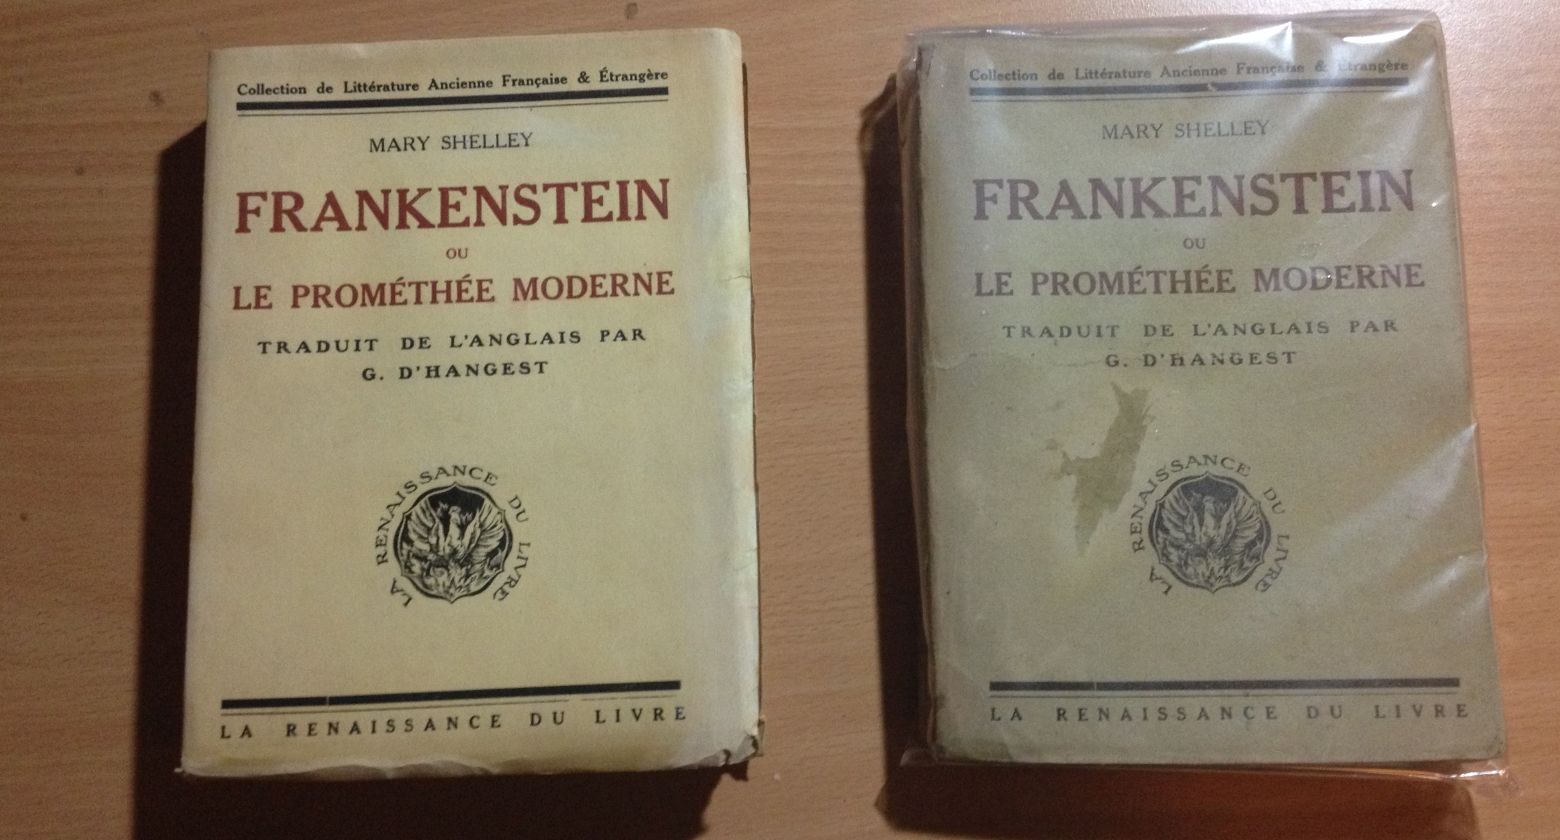 Collection de Littérature Ancienne Française & Étrangère
MARY SHELLEY
FRANKENSTEIN
OU
LE PROMÉTHÉE MODERNE
TRADUIT DE L'ANGLAIS PAR
G. D'HANGEST
LA RENAISSANCE DU LIVRE
LA RENAISSANCE DU LIVRE
Collection de Littérature Ancienne Française & Étrangère
MARY SHELLEY
FRANKENSTEIN
OU
LE PROMÉTHÉE MODERNE
TRADUIT DE L'ANGLAIS PAR
G. D'HANGEST
LA RENAISSANCE DU LIVRE
LA RENAISSANCE DU LIVRE